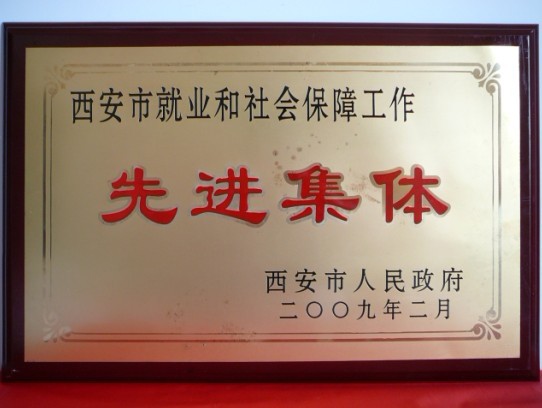 西安市就业和社会保障工作
先进集体
西安市人民政府
二〇〇九年二月